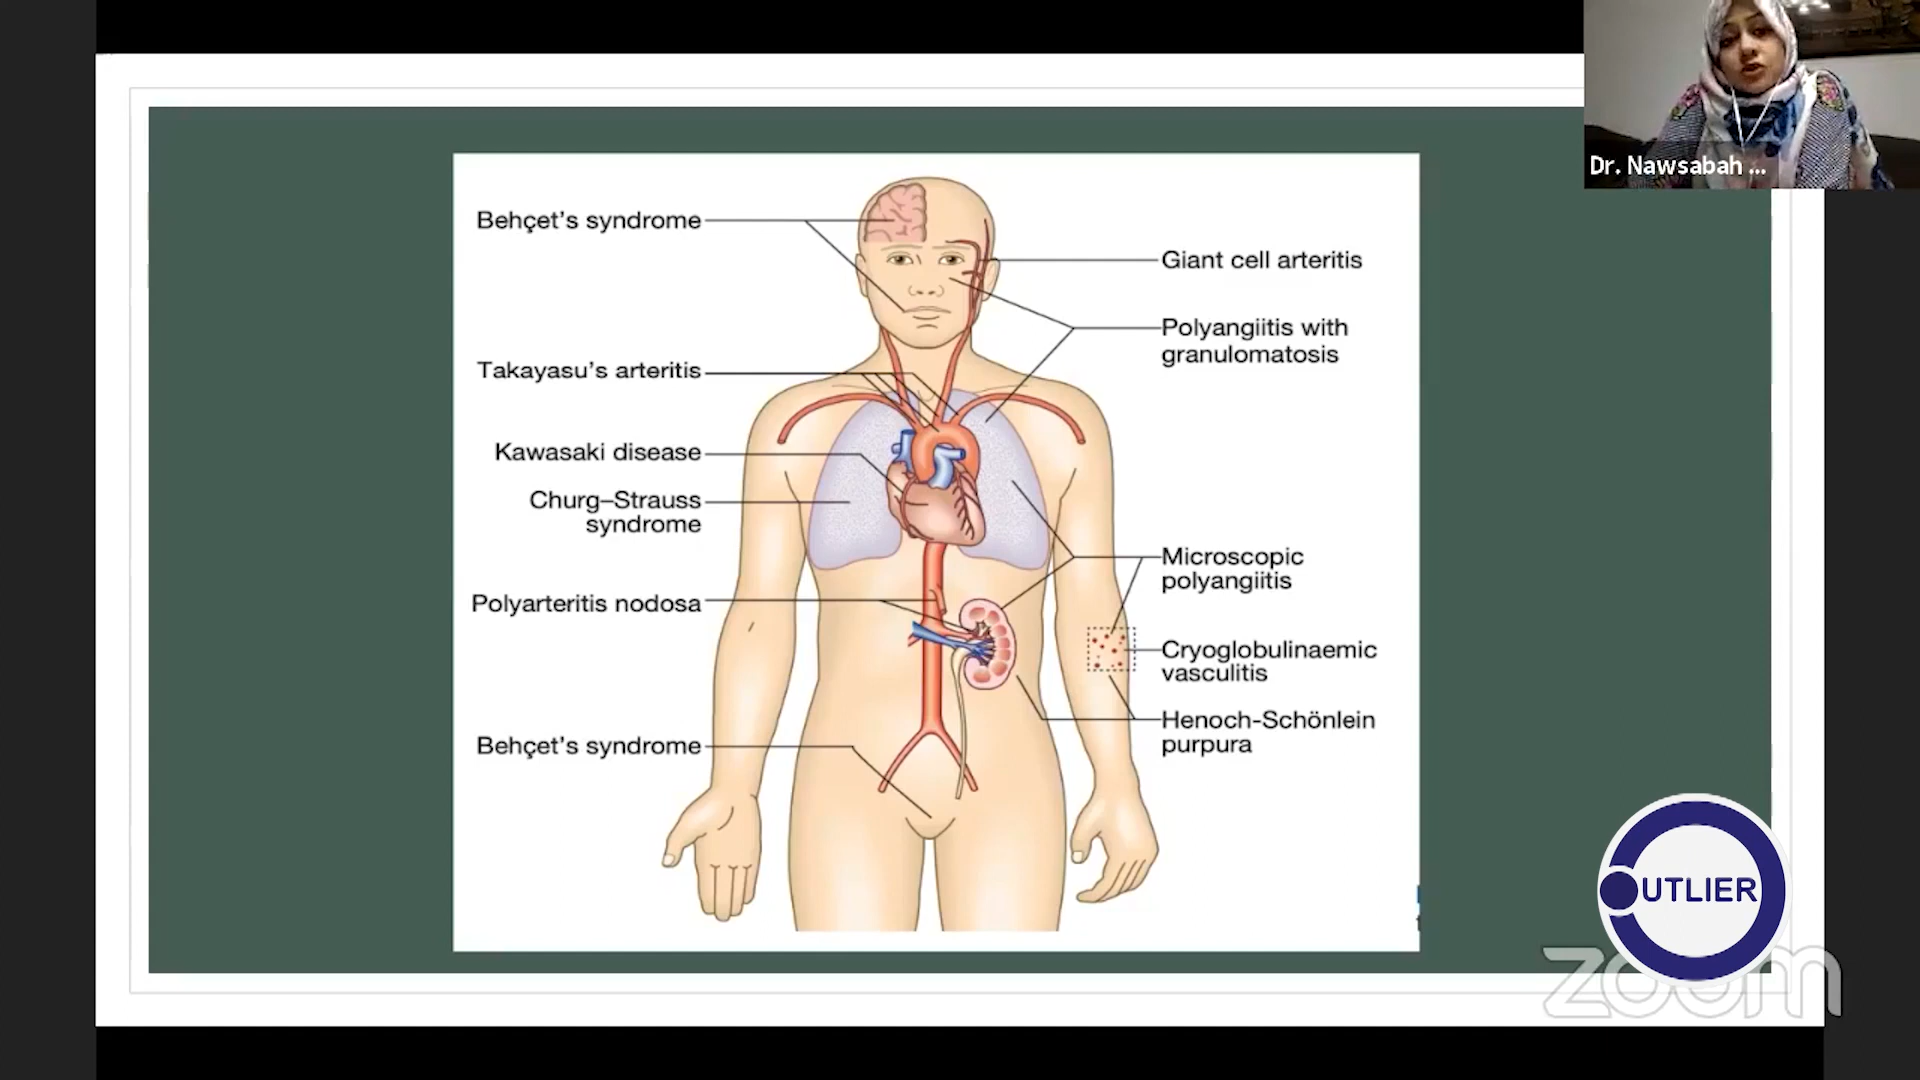 Dr. Nawsabah ...
Behçet's syndrome
Giant cell arteritis
Polyangiitis with
granulomatosis
Takayasu's arteritis
Kawasaki disease
Churg–Strauss
syndrome
Microscopic
polyangiitis
Polyarteritis nodosa
Cryoglobulinaemic
vasculitis
Henoch-Schönlein
purpura
Behçet's syndrome
OUTLIER
zoom